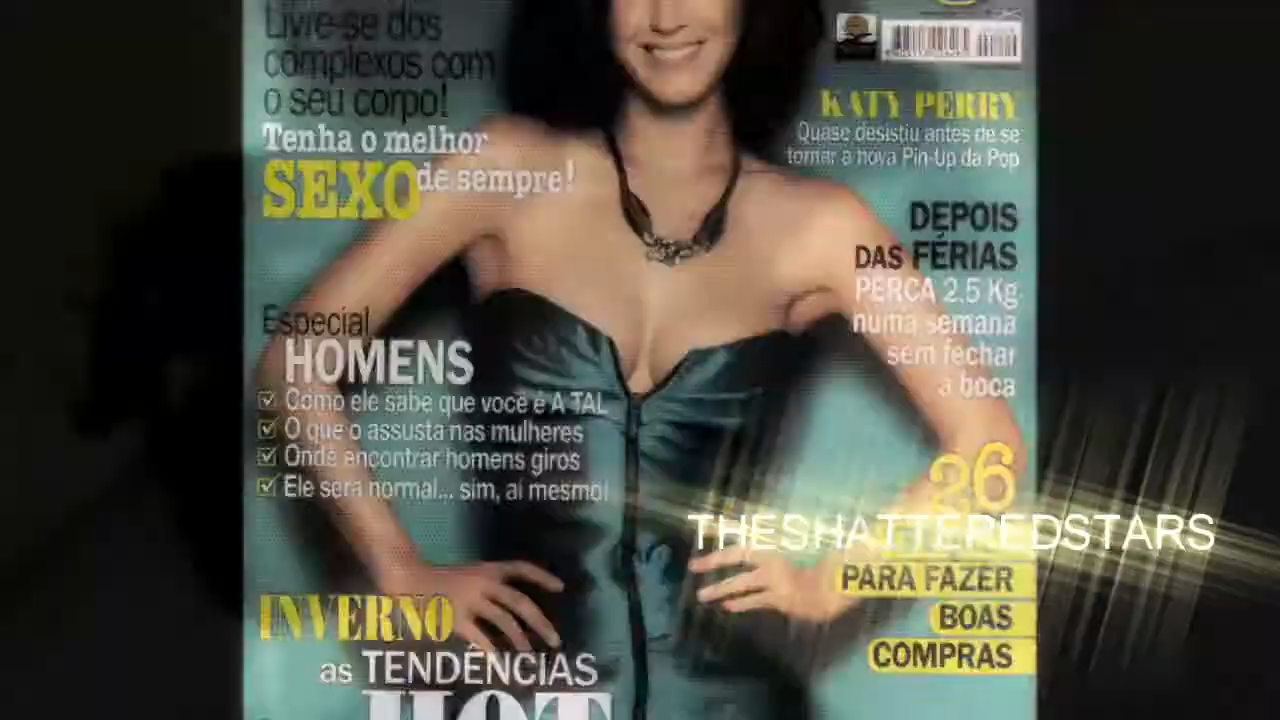 Livre-se dos
complexos com
o seu corpo!
Tenha o melhor
SEXO de sempre!
KATY PERRY
Quase desistiu antes de se
tornar a nova Pin-Up da Pop
DEPOIS
DAS FÉRIAS
PERCA 2.5 Kg
numa semana
sem fechar
a boca
Especial
HOMENS
Como ele sabe que você é A TAL
O que o assusta nas mulheres
Onde encontrar homens giros
Ele será normal... sim, aí mesmo!
26
THESHATTEREDSTARS
PARA FAZER
BOAS
COMPRAS
INVERNO
as TENDÊNCIAS
HOT